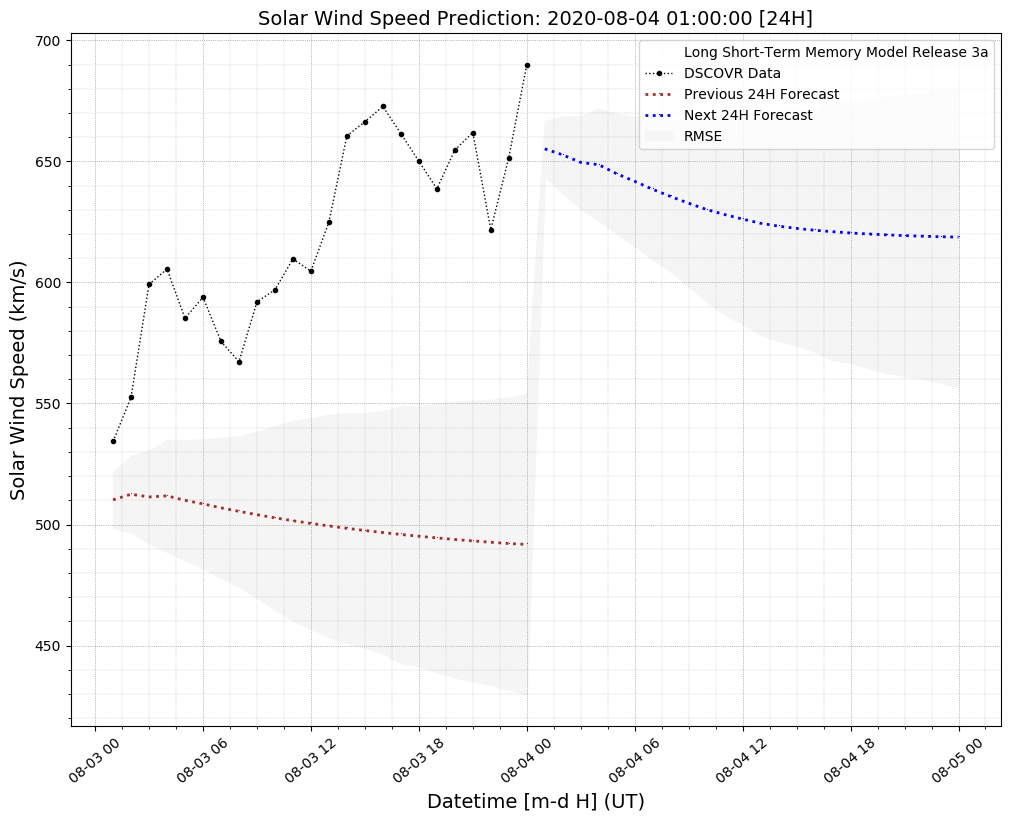 Solar Wind Speed Prediction: 2020-08-04 01:00:00 [24H]
Long Short-Term Memory Model Release 3a
DSCOVR Data
Previous 24H Forecast
Next 24H Forecast
RMSE
Solar Wind Speed (km/s)
700
650
600
550
500
450
08-03 00
08-03 06
08-03 12
08-03 18
08-04 00
08-04 06
08-04 12
08-04 18
08-05 00
Datetime [m-d H] (UT)